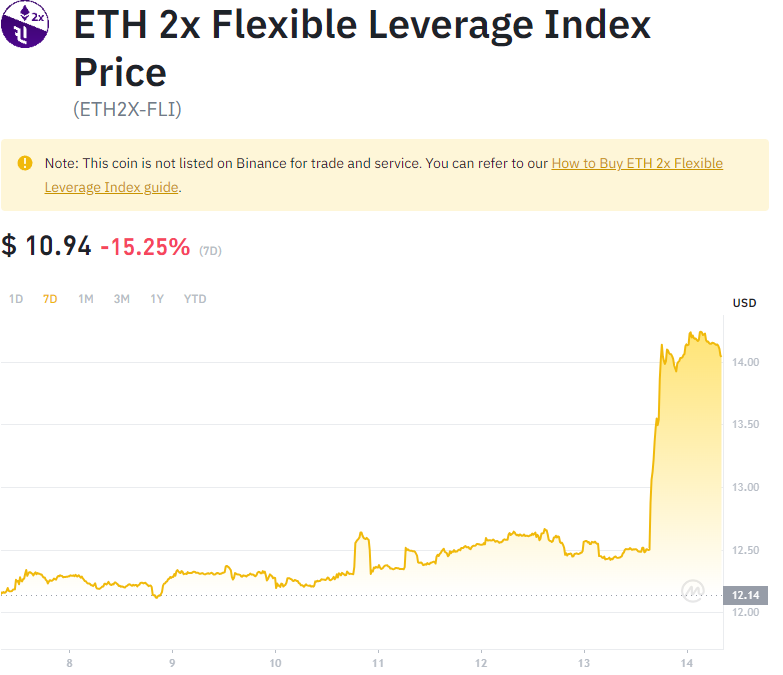 2x
ETH 2x Flexible Leverage Index
Price
(ETH2X-FLI)
Note: This coin is not listed on Binance for trade and service. You can refer to our How to Buy ETH 2x Flexible
Leverage Index guide.
$ 10.94 -15.25% (7D)
1D 7D 1M 3M 1Y YTD
USD
14.00
13.50
13.00
12.50
12.14
12.00
8 9 10 11 12 13 14